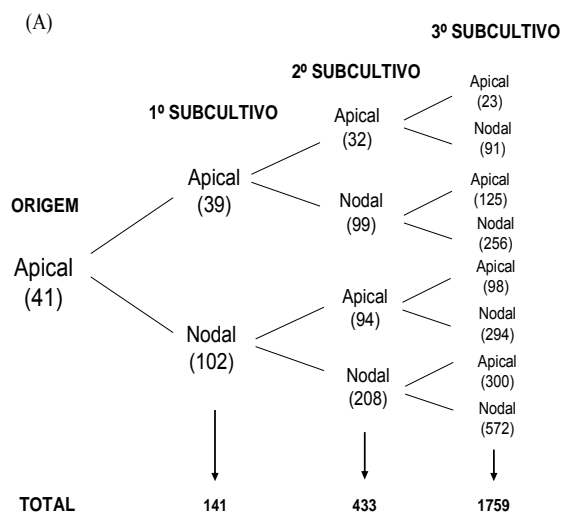 (A)
3º SUBCULTIVO
2º SUBCULTIVO
1º SUBCULTIVO
ORIGEM
Apical
(41)
Apical
(39)
Nodal
(102)
Apical
(32)
Nodal
(99)
Apical
(94)
Nodal
(208)
Apical
(23)
Nodal
(91)
Apical
(125)
Nodal
(256)
Apical
(98)
Nodal
(294)
Apical
(300)
Nodal
(572)
TOTAL 141 433 1759